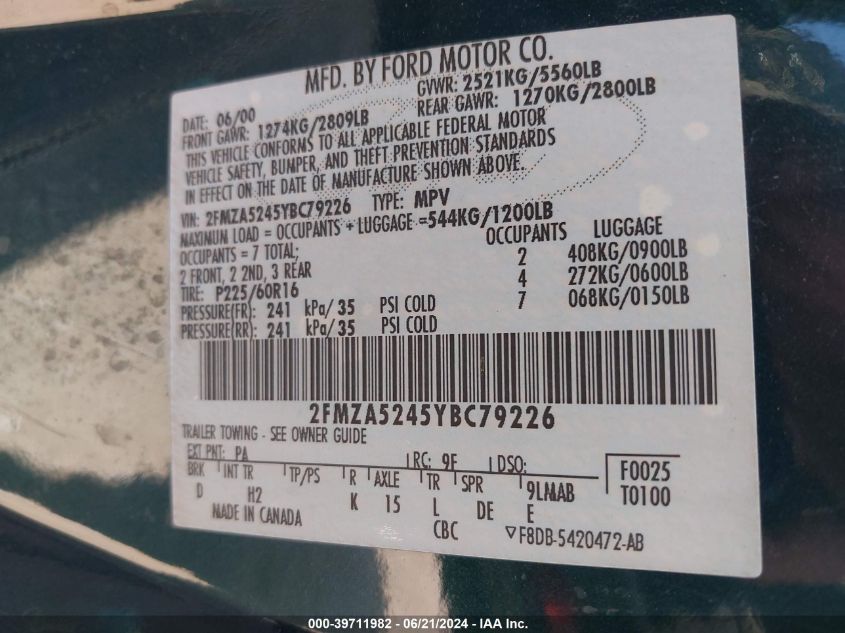 MFD. BY FORD MOTOR CO.
DATE: 06/00 GVWR: 2521KG/5560LB
FRONT GAWR: 1274KG/2809LB REAR GAWR: 1270KG/2800LB
THIS VEHICLE CONFORMS TO ALL APPLICABLE FEDERAL MOTOR
VEHICLE SAFETY, BUMPER, AND THEFT PREVENTION STANDARDS
IN EFFECT ON THE DATE OF MANUFACTURE SHOWN ABOVE.
VIN: 2FMZA5245YBC79226 TYPE: MPV
MAXIMUM LOAD = OCCUPANTS + LUGGAGE =544KG/1200LB
OCCUPANTS = 7 TOTAL; OCCUPANTS LUGGAGE
2 FRONT, 2 2ND, 3 REAR 2 408KG/0900LB
TIRE: P225/60R16 4 272KG/0600LB
PRESSURE(FR): 241 kPa/ 35 PSI COLD 7 068KG/0150LB
PRESSURE(RR): 241 kPa/ 35 PSI COLD
2FMZA5245YBC79226
TRAILER TOWING - SEE OWNER GUIDE
EXT PNT: PA RC: 9F DSO: F0025
BRK INT TR TP/PS R AXLE TR SPR 9LMAB T0100
D H2 K 15 L DE E
MADE IN CANADA CBC ▽F8DB-5420472-AB
000-39711982 - 06/21/2024 - IAA Inc.